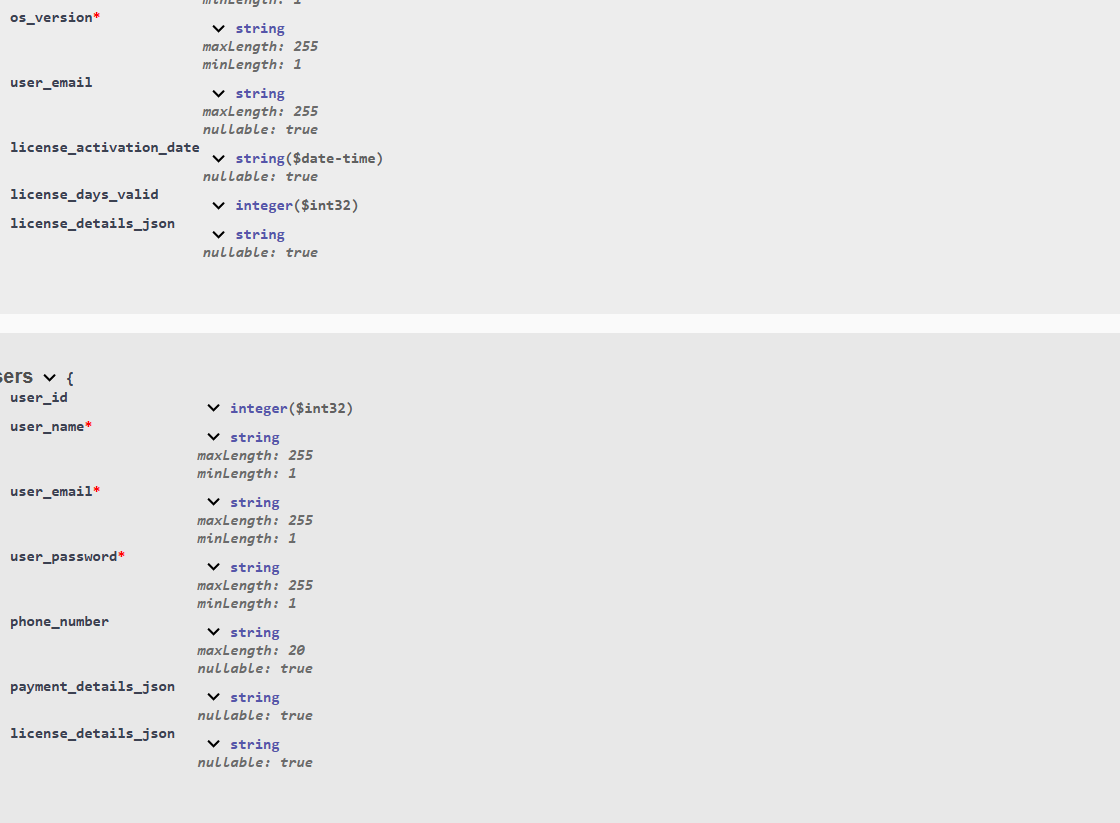 minLength: 1
os_version*
string
maxLength: 255
minLength: 1
user_email
string
maxLength: 255
nullable: true
license_activation_date
string($date-time)
nullable: true
license_days_valid
integer($int32)
license_details_json
string
nullable: true
sers {
user_id
integer($int32)
user_name*
string
maxLength: 255
minLength: 1
user_email*
string
maxLength: 255
minLength: 1
user_password*
string
maxLength: 255
minLength: 1
phone_number
string
maxLength: 20
nullable: true
payment_details_json
string
nullable: true
license_details_json
string
nullable: true